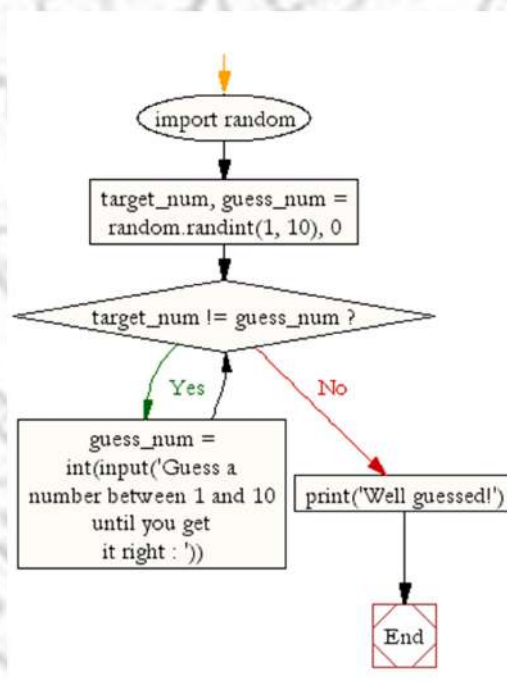 import random
target_num, guess_num =
random.randint(1, 10), 0
target_num != guess_num ?
Yes
No
guess_num =
int(input('Guess a
number between 1 and 10
until you get
it right : '))
print('Well guessed!')
End